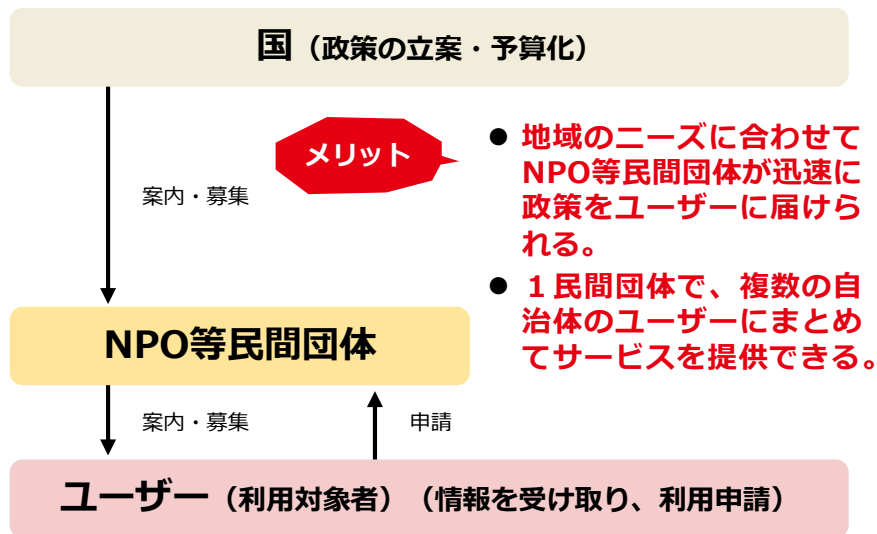 国（政策の立案・予算化）
メリット
● 地域のニーズに合わせて
NPO等民間団体が迅速に
政策をユーザーに届けら
れる。
● １民間団体で、複数の自
治体のユーザーにまとめ
てサービスを提供できる。
案内・募集
NPO等民間団体
案内・募集
申請
ユーザー（利用対象者）（情報を受け取り、利用申請）